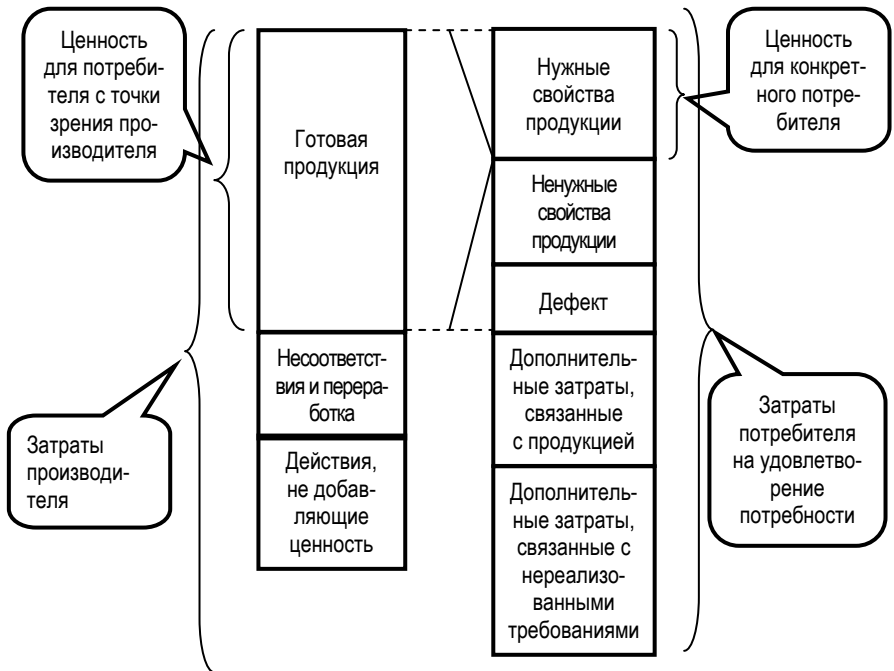 Ценность
для потреби-
теля с точки
зрения про-
изводителя
Готовая
продукция
Нужные
свойства
продукции
Ценность
для конкрет-
ного потре-
бителя
Ненужные
свойства
продукции
Дефект
Несоответст-
вия и перера-
ботка
Дополнитель-
ные затраты,
связанные
с продукцией
Затраты
производи-
теля
Затраты
потребителя
на удовлетво-
рение
потребности
Действия,
не добав-
ляющие
ценность
Дополнитель-
ные затраты,
связанные с
нереализо-
ванными
требованиями